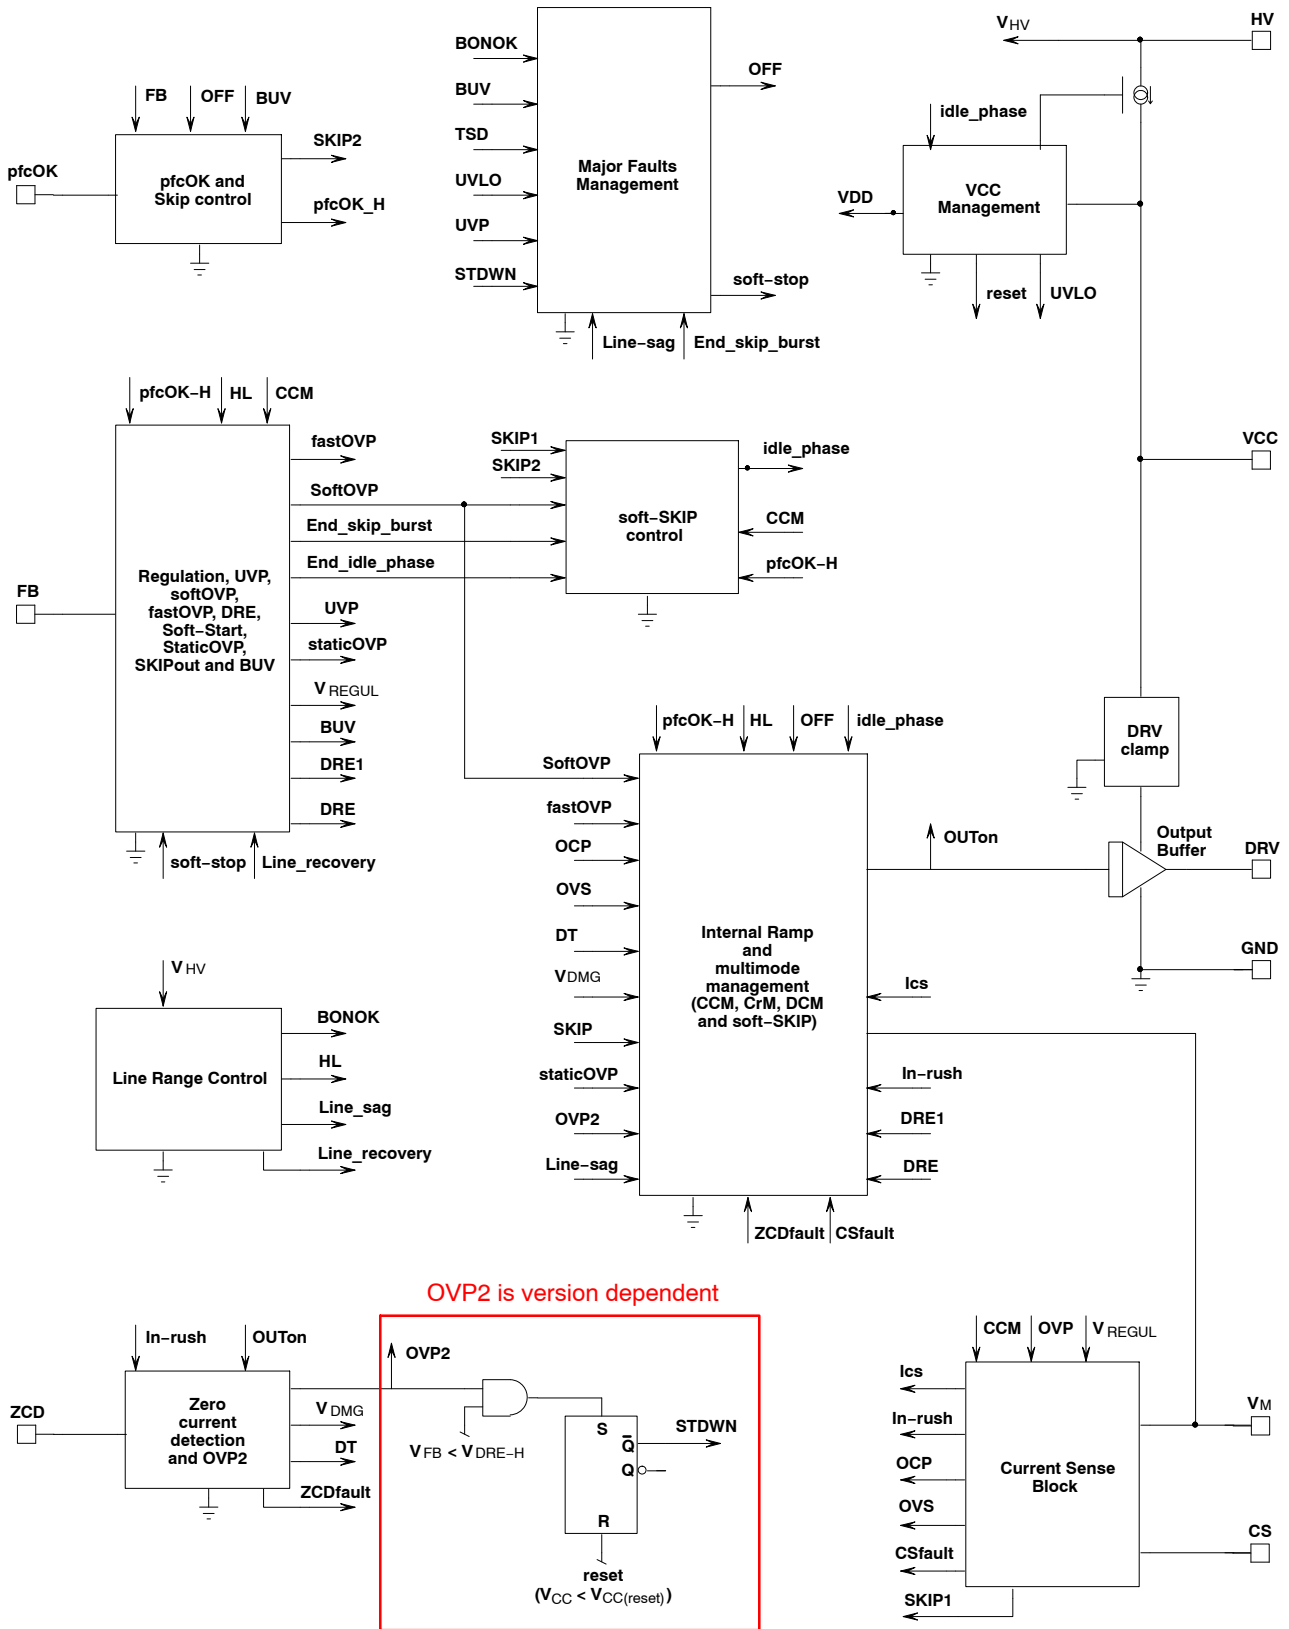 FB
OFF
BUV
pfcOK
pfcOK and
Skip control
SKIP2
pfcOK_H
BONOK
BUV
TSD
UVLO
UVP
STDWN
Major Faults
Management
OFF
soft-stop
Line-sag
End_skip_burst
VHV
HV
idle_phase
VCC
Management
VDD
reset
UVLO
VCC
pfcOK-H
HL
CCM
FB
Regulation, UVP,
softOVP,
fastOVP, DRE,
Soft-Start,
StaticOVP,
SKIPout and BUV
fastOVP
SoftOVP
End_skip_burst
End_idle_phase
UVP
staticOVP
VREGUL
BUV
DRE1
DRE
soft-stop
Line_recovery
SKIP1
SKIP2
soft-SKIP
control
idle_phase
CCM
pfcOK-H
DRV
clamp
Output
Buffer
DRV
GND
pfcOK-H
HL
OFF
idle_phase
SoftOVP
fastOVP
OCP
OVS
DT
VDMG
SKIP
staticOVP
OVP2
Line-sag
Internal Ramp
and
multimode
management
(CCM, CrM, DCM
and soft-SKIP)
OUTon
Ics
In-rush
DRE1
DRE
ZCDfault
CSfault
VHV
Line Range Control
BONOK
HL
Line_sag
Line_recovery
OVP2 is version dependent
In-rush
OUTon
ZCD
Zero
current
detection
and OVP2
VDMG
DT
ZCDfault
OVP2
VFB < VDRE-H
S
Q
Q
R
STDWN
reset
(VCC < VCC(reset))
CCM
OVP
VREGUL
Ics
In-rush
OCP
OVS
CSfault
SKIP1
Current Sense
Block
VM
CS